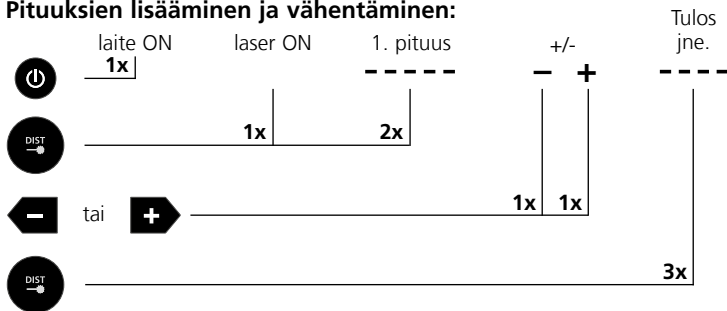 Pituuksien lisääminen ja vähentäminen:
laite ON
laser ON
1. pituus
+/-
Tulos
jne.
1x
– – – – –
– +
– – – –
DIST
1x
2x
– tai +
1x
1x
DIST
3x